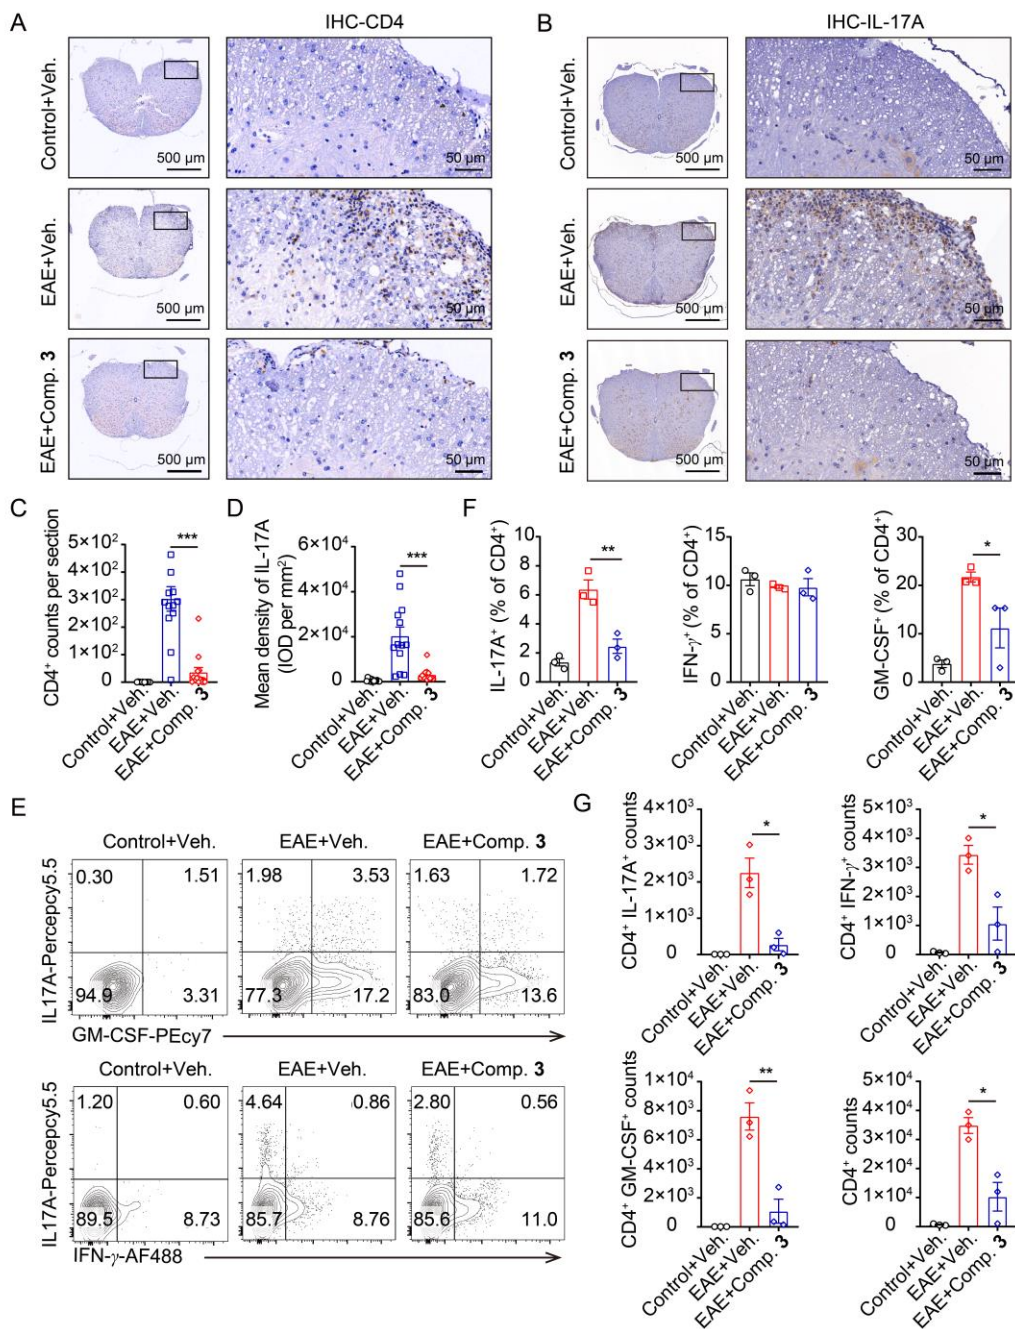 A
IHC-CD4
Control+Veh.
500 µm
50 µm
EAE+Veh.
500 µm
50 µm
EAE+Comp. 3
500 µm
50 µm
B
IHC-IL-17A
Control+Veh.
500 µm
50 µm
EAE+Veh.
500 µm
50 µm
EAE+Comp. 3
500 µm
50 µm
C
CD4⁺ counts per section
5×10²
4×10²
3×10²
2×10²
1×10²
0
***
Control+Veh.
EAE+Veh.
EAE+Comp. 3
D
Mean density of IL-17A
(IOD per mm²)
6×10⁴
4×10⁴
2×10⁴
0
***
Control+Veh.
EAE+Veh.
EAE+Comp. 3
F
IL-17A⁺ (% of CD4⁺)
8
6
4
2
0
**
Control+Veh.
EAE+Veh.
EAE+Comp. 3
IFN-γ⁺ (% of CD4⁺)
15
10
5
0
Control+Veh.
EAE+Veh.
EAE+Comp. 3
GM-CSF⁺ (% of CD4⁺)
30
20
10
0
*
Control+Veh.
EAE+Veh.
EAE+Comp. 3
E
Control+Veh. EAE+Veh. EAE+Comp. 3
IL17A-Percepcy5.5
0.30 1.51 1.98 3.53 1.63 1.72
94.9 3.31 77.3 17.2 83.0 13.6
GM-CSF-PEcy7
Control+Veh. EAE+Veh. EAE+Comp. 3
IL17A-Percepcy5.5
1.20 0.60 4.64 0.86 2.80 0.56
89.5 8.73 85.7 8.76 85.6 11.0
IFN-γ-AF488
G
CD4⁺ IL-17A⁺ counts
4×10³
3×10³
2×10³
1×10³
0
*
Control+Veh.
EAE+Veh.
EAE+Comp. 3
CD4⁺ IFN-γ⁺ counts
5×10³
4×10³
3×10³
2×10³
1×10³
0
*
Control+Veh.
EAE+Veh.
EAE+Comp. 3
CD4⁺ GM-CSF⁺ counts
1×10⁴
8×10³
6×10³
4×10³
2×10³
0
**
Control+Veh.
EAE+Veh.
EAE+Comp. 3
CD4⁺ counts
5×10⁴
4×10⁴
3×10⁴
2×10⁴
1×10⁴
0
*
Control+Veh.
EAE+Veh.
EAE+Comp. 3